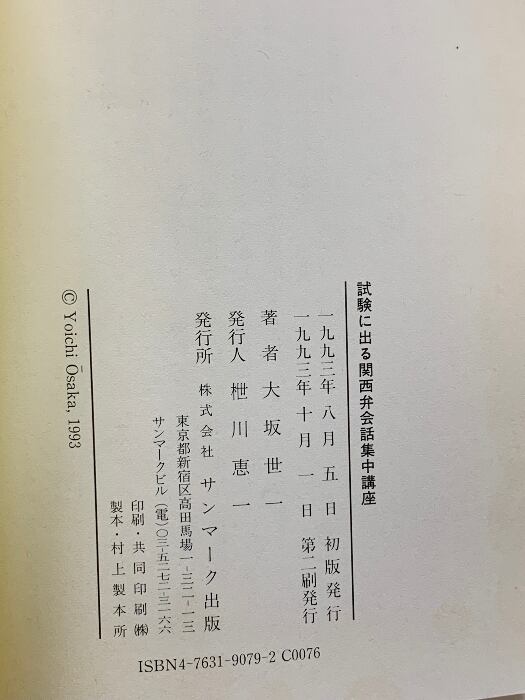 試験に出る関西弁会話集中講座
一九九三年 八月 五日 初版発行
一九九三年 十月 一日 第二刷発行
著者 大坂世一
発行人 枻川恵一
発行所 株式会社 サンマーク出版
東京都新宿区高田馬場一-三二-一三
サンマークビル (電)〇三-五二七二-三一六六
印刷・共同印刷㈱
製本・村上製本所
© Yoichi Ōsaka, 1993
ISBN4-7631-9079-2 C0076